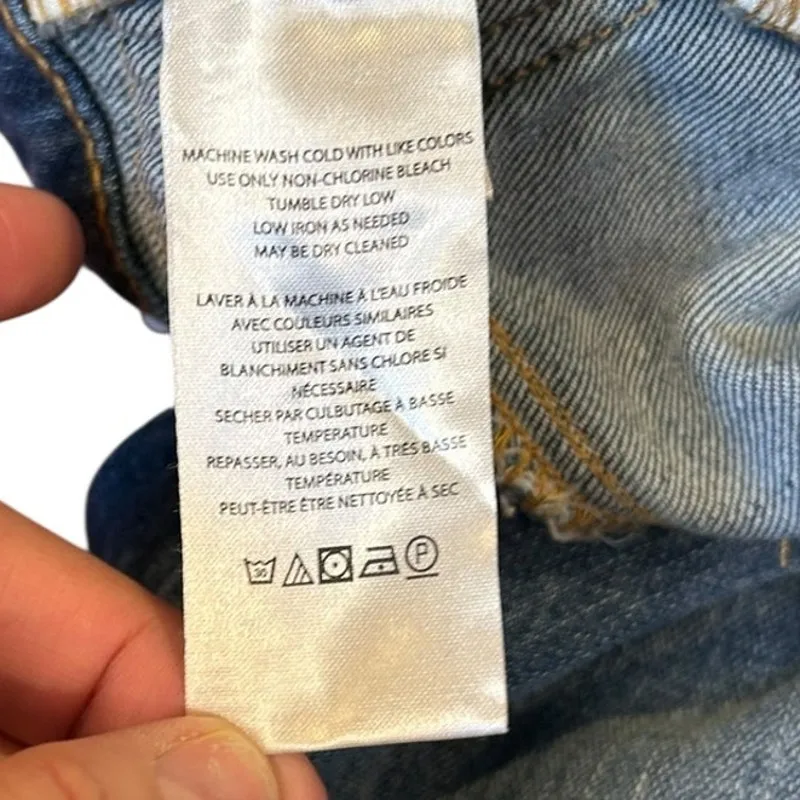 MACHINE WASH COLD WITH LIKE COLORS
USE ONLY NON-CHLORINE BLEACH
TUMBLE DRY LOW
LOW IRON AS NEEDED
MAY BE DRY CLEANED
LAVER À LA MACHINE À L'EAU FROIDE
AVEC COULEURS SIMILAIRES
UTILISER UN AGENT DE
BLANCHIMENT SANS CHLORE SI
NÉCESSAIRE
SECHER PAR CULBUTAGE À BASSE
TEMPERATURE
REPASSER, AU BESOIN, À TRÈS BASSE
TEMPÉRATURE
PEUT-ÊTRE ÊTRE NETTOYÉE À SEC
30 P